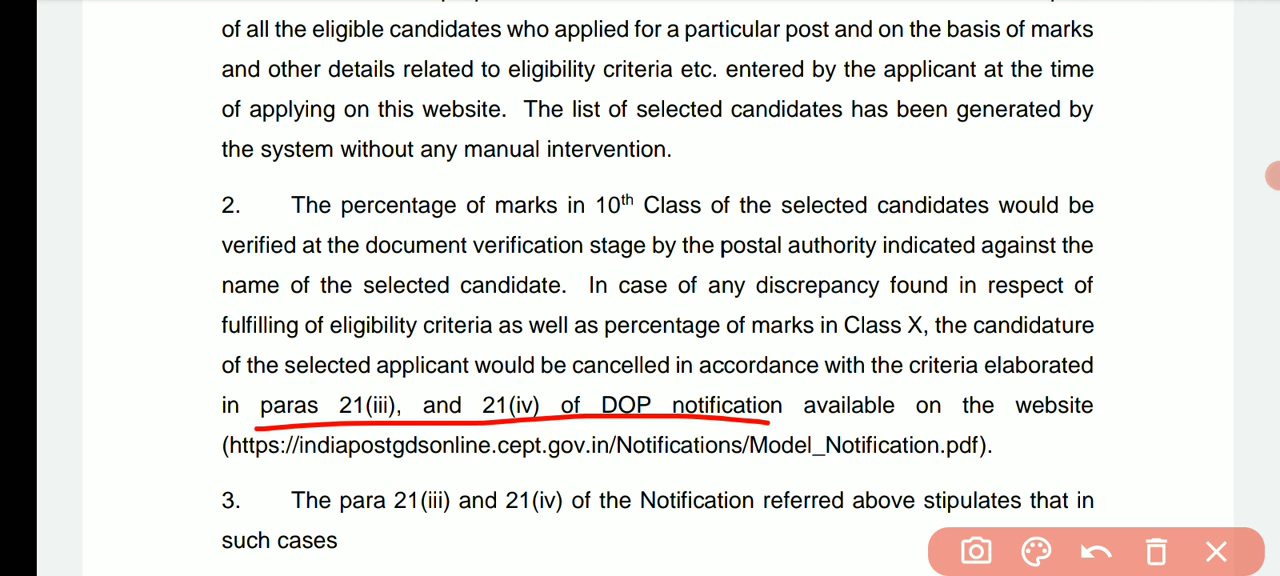 of all the eligible candidates who applied for a particular post and on the basis of marks
and other details related to eligibility criteria etc. entered by the applicant at the time
of applying on this website. The list of selected candidates has been generated by
the system without any manual intervention.
2. The percentage of marks in 10th Class of the selected candidates would be
verified at the document verification stage by the postal authority indicated against the
name of the selected candidate. In case of any discrepancy found in respect of
fulfilling of eligibility criteria as well as percentage of marks in Class X, the candidature
of the selected applicant would be cancelled in accordance with the criteria elaborated
in paras 21(iii), and 21(iv) of DOP notification available on the website
(https://indiapostgdsonline.cept.gov.in/Notifications/Model_Notification.pdf).
3. The para 21(iii) and 21(iv) of the Notification referred above stipulates that in
such cases